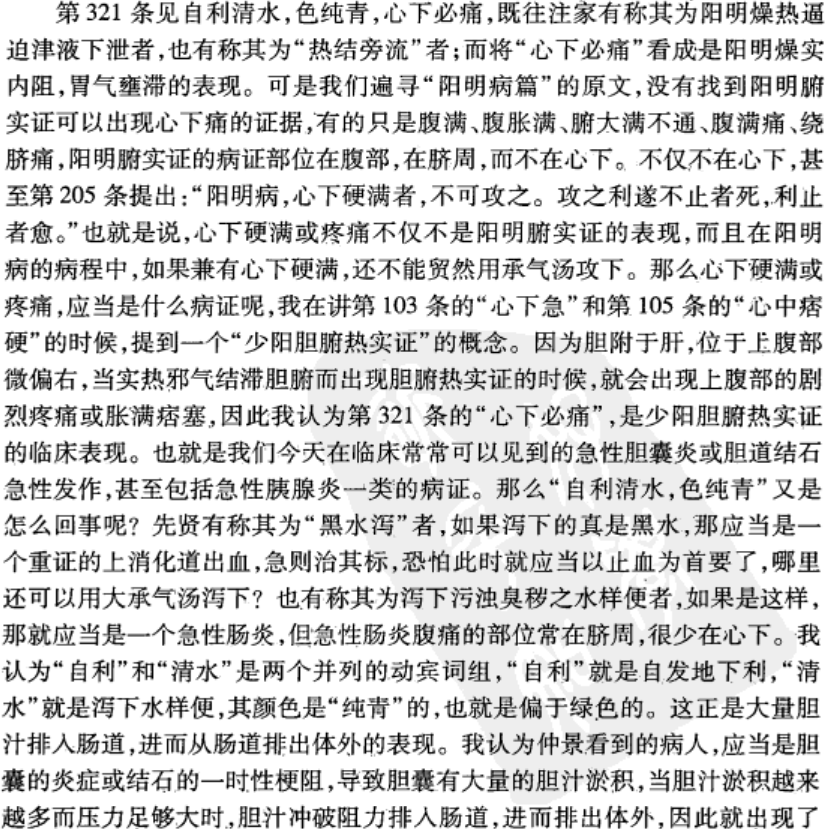 第 321 条见自利清水,色纯青,心下必痛,既往注家有称其为阳明燥热逼
迫津液下泄者,也有称其为“热结旁流”者;而将“心下必痛”看成是阳明燥实
内阻,胃气壅滞的表现。可是我们遍寻“阳明病篇”的原文,没有找到阳明腑
实证可以出现心下痛的证据,有的只是腹满、腹胀满、腑大满不通、腹满痛、绕
脐痛,阳明腑实证的病证部位在腹部,在脐周,而不在心下。不仅不在心下,甚
至第 205 条提出:“阳明病,心下硬满者,不可攻之。攻之利遂不止者死,利止
者愈。”也就是说,心下硬满或疼痛不仅不是阳明腑实证的表现,而且在阳明
病的病程中,如果兼有心下硬满,还不能贸然用承气汤攻下。那么心下硬满或
疼痛,应当是什么病证呢,我在讲第 103 条的“心下急”和第 105 条的“心中痞
硬”的时候,提到一个“少阳胆腑热实证”的概念。因为胆附于肝,位于上腹部
微偏右,当实热邪气结滞胆腑而出现胆腑热实证的时候,就会出现上腹部的剧
烈疼痛或胀满痞塞,因此我认为第 321 条的“心下必痛”,是少阳胆腑热实证
的临床表现。也就是我们今天在临床常常可以见到的急性胆囊炎或胆道结石
急性发作,甚至包括急性胰腺炎一类的病证。那么“自利清水,色纯青”又是
怎么回事呢?先贤有称其为“黑水泻”者,如果泻下的真是黑水,那应当是一
个重证的上消化道出血,急则治其标,恐怕此时就应当以止血为首要了,哪里
还可以用大承气汤泻下?也有称其为泻下污浊臭秽之水样便者,如果是这样,
那就应当是一个急性肠炎,但急性肠炎腹痛的部位常在脐周,很少在心下。我
认为“自利”和“清水”是两个并列的动宾词组,“自利”就是自发地下利,“清
水”就是泻下水样便,其颜色是“纯青”的,也就是偏于绿色的。这正是大量胆
汁排入肠道,进而从肠道排出体外的表现。我认为仲景看到的病人,应当是胆
囊的炎症或结石的一时性梗阻,导致胆囊有大量的胆汁淤积,当胆汁淤积越来
越多而压力足够大时,胆汁冲破阻力排入肠道,进而排出体外,因此就出现了